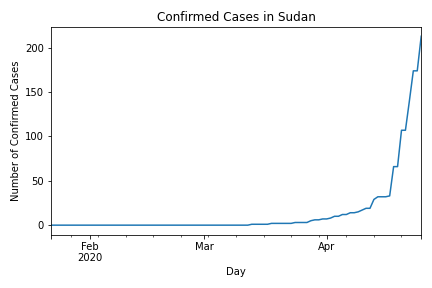 Confirmed Cases in Sudan
Number of Confirmed Cases
200
150
100
50
0
Feb
2020
Mar
Apr
Day